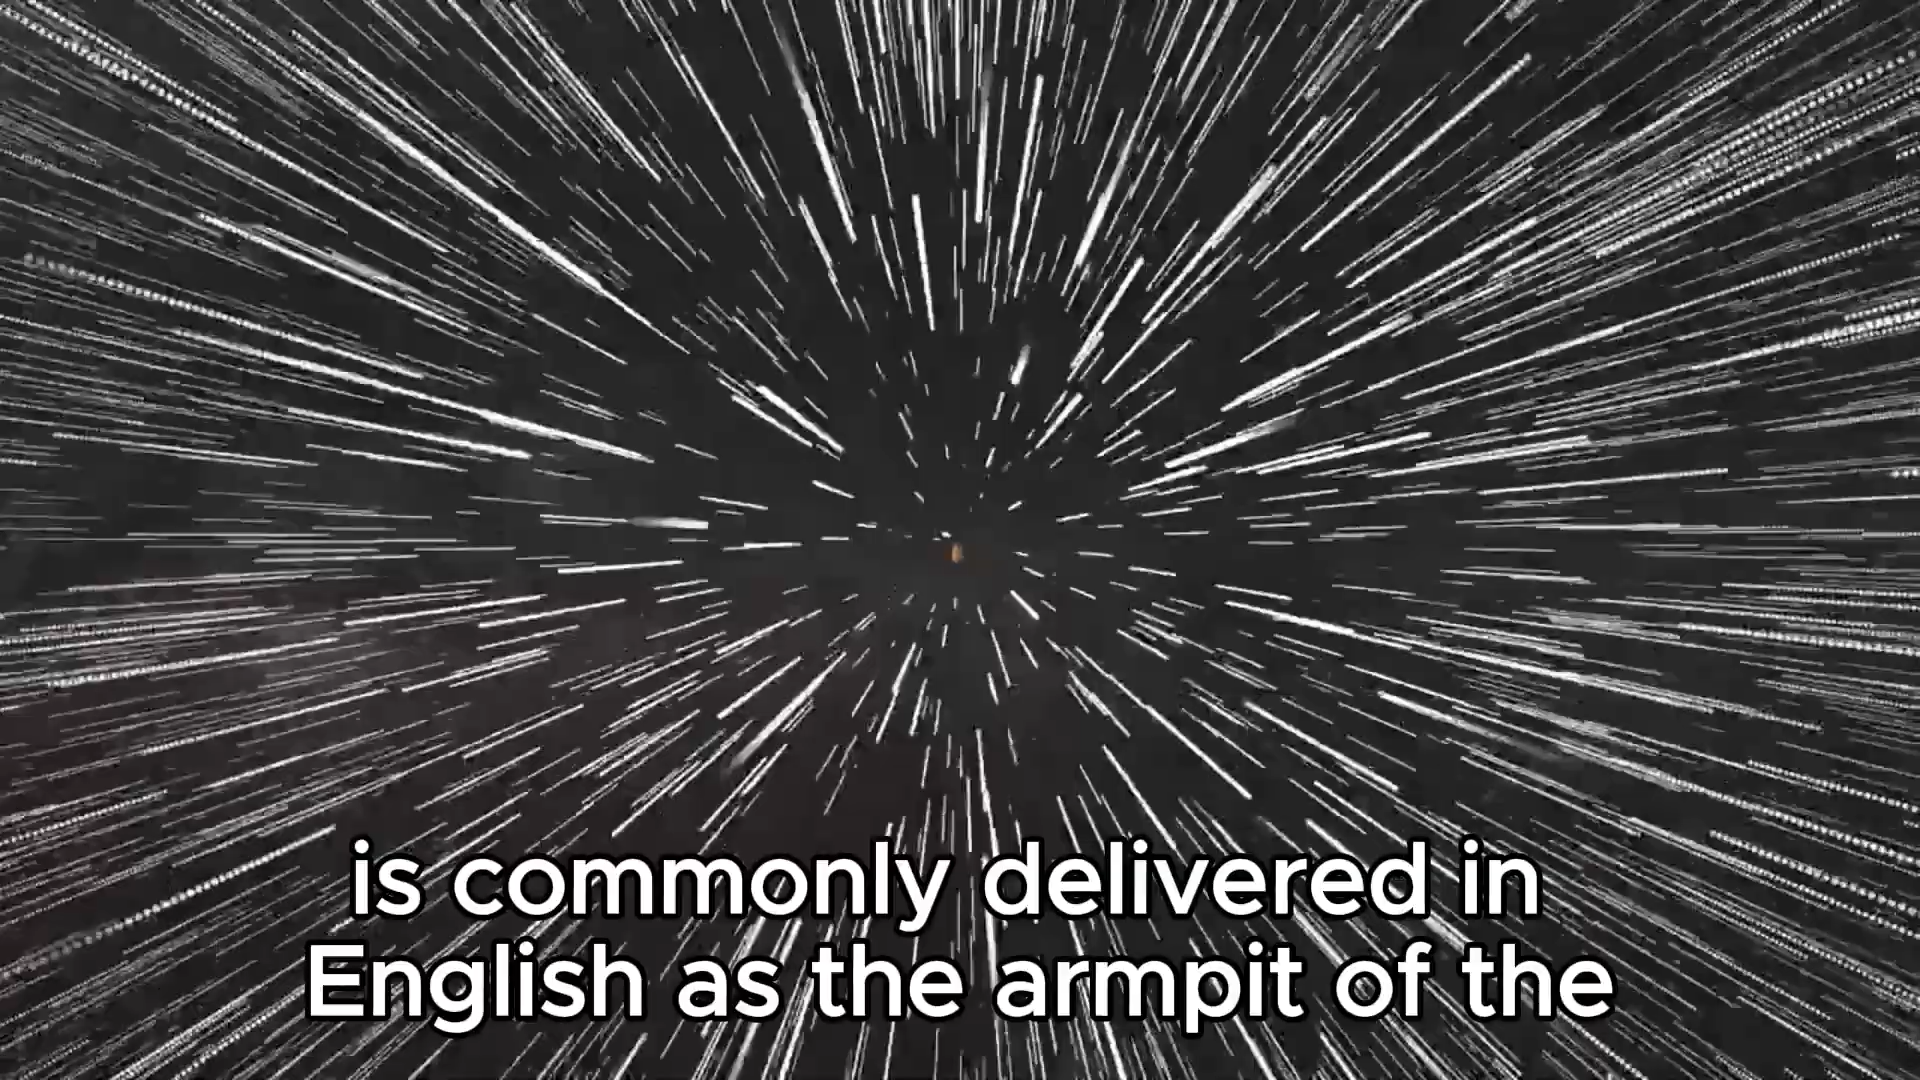 is commonly delivered in
English as the armpit of the